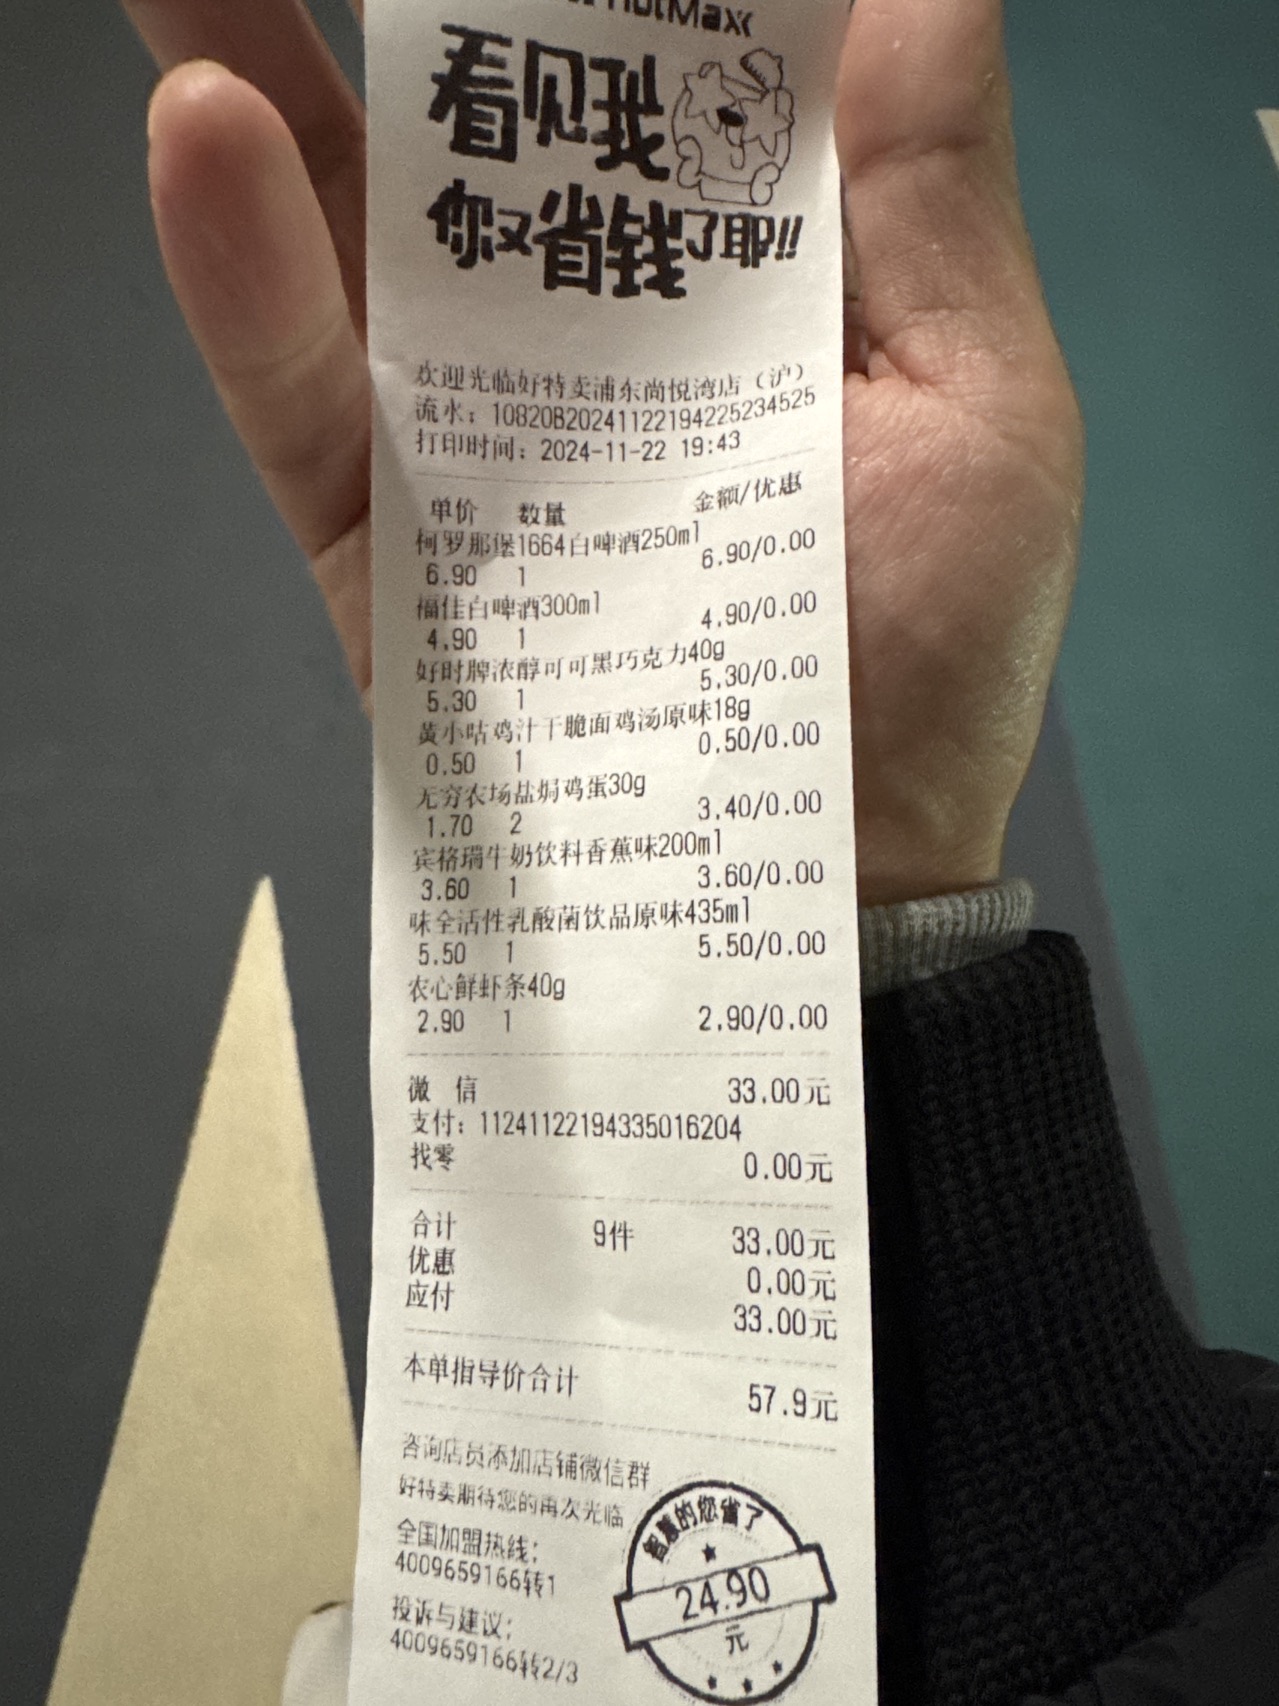 HotMaxx
看见我
你又省钱了耶!!
欢迎光临好特卖浦东尚悦湾店（沪）
流水：10820B20241122194225234525
打印时间：2024-11-22 19:43
单价 数量 金额/优惠
柯罗那堡1664白啤酒250ml
6.90 1 6.90/0.00
福佳白啤酒300ml
4.90 1 4.90/0.00
好时牌浓醇可可黑巧克力40g
5.30 1 5.30/0.00
黄小咕鸡汁干脆面鸡汤原味18g
0.50 1 0.50/0.00
无穷农场盐焗鸡蛋30g
1.70 2 3.40/0.00
宾格瑞牛奶饮料香蕉味200ml
3.60 1 3.60/0.00
味全活性乳酸菌饮品原味435ml
5.50 1 5.50/0.00
农心鲜虾条40g
2.90 1 2.90/0.00
微 信 33.00元
支付：11241122194335016204
找零 0.00元
合计 9件 33.00元
优惠 0.00元
应付 33.00元
本单指导价合计 57.9元
咨询店员添加店铺微信群
好特卖期待您的再次光临
全国加盟热线：
4009659166转1
投诉与建议：
4009659166转2/3
智慧的您省了
24.90
元